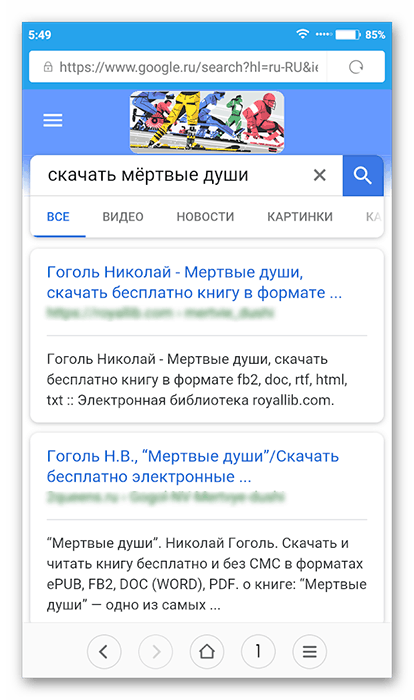 5:49 85%
https://www.google.ru/search?hl=ru-RU&ie
скачать мёртвые души
ВСЕ ВИДЕО НОВОСТИ КАРТИНКИ КА
Гоголь Николай - Мертвые души,
скачать бесплатно книгу в формате ...
Гоголь Николай - Мертвые души, скачать
бесплатно книгу в формате fb2, doc, rtf, html,
txt :: Электронная библиотека royallib.com.
Гоголь Н.В., “Мертвые души”/Скачать
бесплатно электронные ...
“Мертвые души”. Николай Гоголь. Скачать и
читать книгу бесплатно и без СМС в форматах
ePUB, FB2, DOC (WORD), PDF. о книге: “Мертвые
души” — одно из самых ...
1